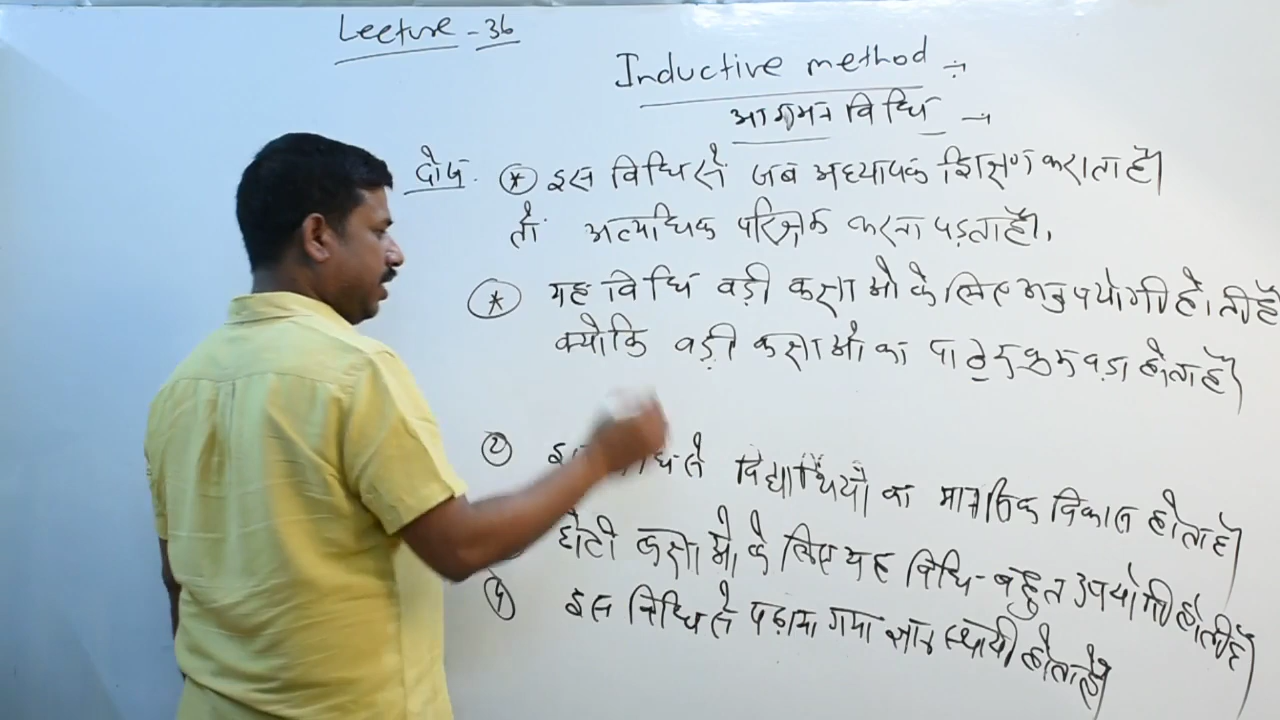 Lecture - 36
Inductive method :-
आगमन विधि -
दोष. * इस विधि से जब अध्यापक शिक्षण कराता है।
तो अत्यधिक परिश्रम करना पड़ता है।
* यह विधि बड़ी कक्षाओं के लिए अनुपयोगी होती है
क्योकि बड़ी कक्षाओ का पाठ्यक्रम बड़ा होता है।
② से विद्यार्थियों का मानसिक विकास होता है।
छोटी कक्षाओं के लिए यह विधि बहुत उपयोगी होती है।
इस विधि से पढ़ाया गया ज्ञान स्थायी होता है।